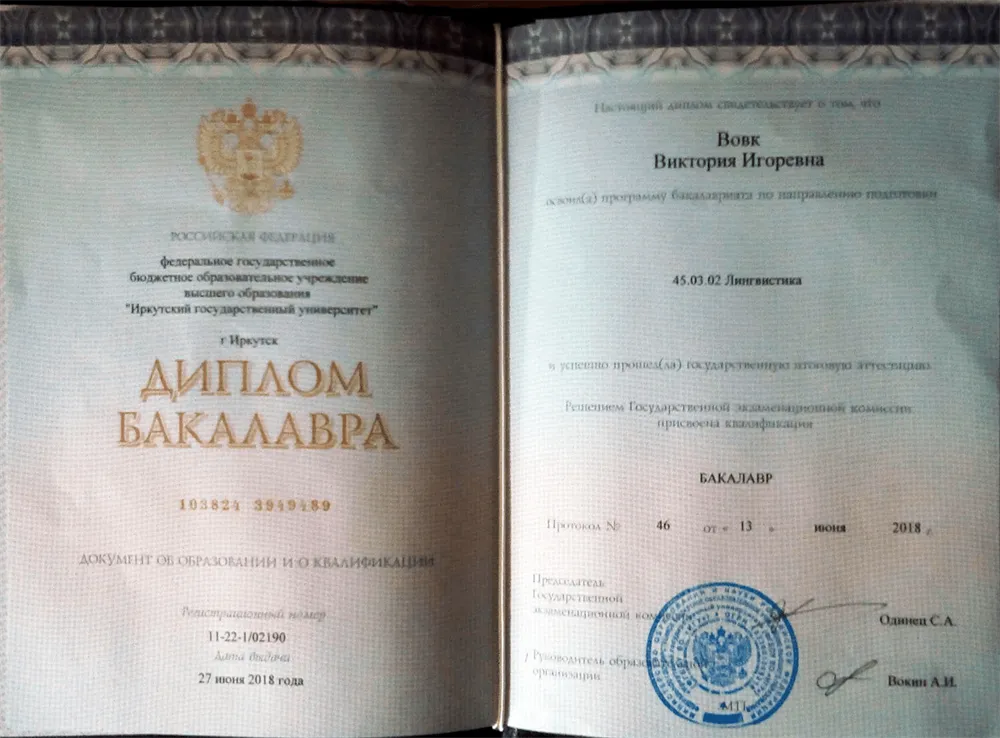 РОССИЙСКАЯ ФЕДЕРАЦИЯ
федеральное государственное
бюджетное образовательное учреждение
высшего образования
"Иркутский государственный университет"
г Иркутск
ДИПЛОМ
БАКАЛАВРА
103824 3949489
ДОКУМЕНТ ОБ ОБРАЗОВАНИИ И О КВАЛИФИКАЦИИ
Регистрационный номер
11-22-1/02190
Дата выдачи
27 июня 2018 года
Настоящий диплом свидетельствует о том, что
Вовк
Виктория Игоревна
освоил(а) программу бакалавриата по направлению подготовки
45.03.02 Лингвистика
и успешно прошел(ла) государственную итоговую аттестацию
Решением Государственной экзаменационной комиссии
присвоена квалификация
БАКАЛАВР
Протокол № 46 от « 13 » июня 2018 г.
Председатель
Государственной
экзаменационной
Одинец С.А.
Руководитель
организации
Вокин А.И.
М.П.